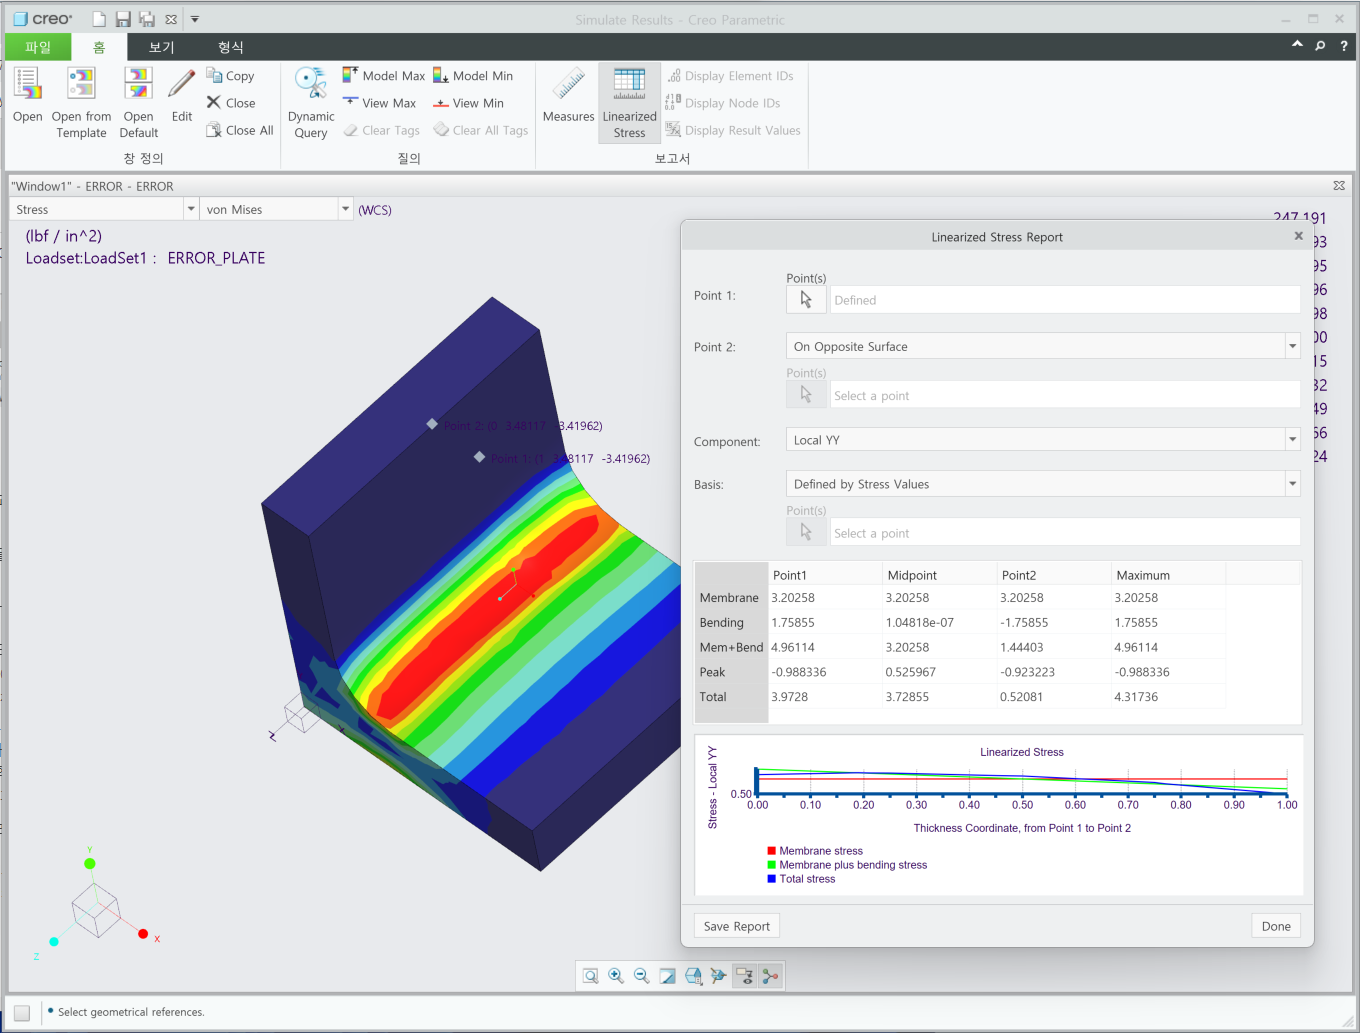 creo°
Simulate Results - Creo Parametric
파일 홈 보기 형식
Open
Open from Template
Open Default
Edit
Copy
Close
Close All
창 정의
Dynamic Query
Model Max
Model Min
View Max
View Min
Clear Tags
Clear All Tags
질의
Measures
Linearized Stress
Display Element IDs
Display Node IDs
Display Result Values
보고서
"Window1" - ERROR - ERROR
Stress
von Mises
(WCS)
(lbf / in^2)
Loadset:LoadSet1 : ERROR_PLATE
247.191
93
95
96
98
00
15
32
49
66
24
Point 2: (0 3.48117 -3.41962)
Point 1: (1 3.48117 -3.41962)
Y
X
Z
Linearized Stress Report
Point 1:
Point(s)
Defined
Point 2:
On Opposite Surface
Point(s)
Select a point
Component:
Local YY
Basis:
Defined by Stress Values
Point(s)
Select a point
Point1 Midpoint Point2 Maximum
Membrane 3.20258 3.20258 3.20258 3.20258
Bending 1.75855 1.04818e-07 -1.75855 1.75855
Mem+Bend 4.96114 3.20258 1.44403 4.96114
Peak -0.988336 0.525967 -0.923223 -0.988336
Total 3.9728 3.72855 0.52081 4.31736
Linearized Stress
Stress - Local YY
0.50
0.00 0.10 0.20 0.30 0.40 0.50 0.60 0.70 0.80 0.90 1.00
Thickness Coordinate, from Point 1 to Point 2
Membrane stress
Membrane plus bending stress
Total stress
Save Report
Done
Select geometrical references.